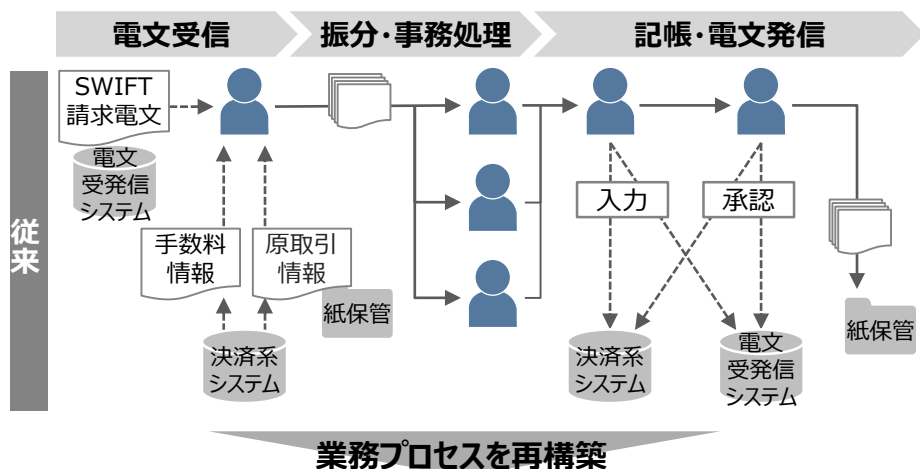 電文受信
振分・事務処理
記帳・電文発信
従来
SWIFT
請求電文
電文
受発信
システム
手数料
情報
原取引
情報
紙保管
決済系
システム
入力
承認
決済系
システム
電文
受発信
システム
紙保管
業務プロセスを再構築